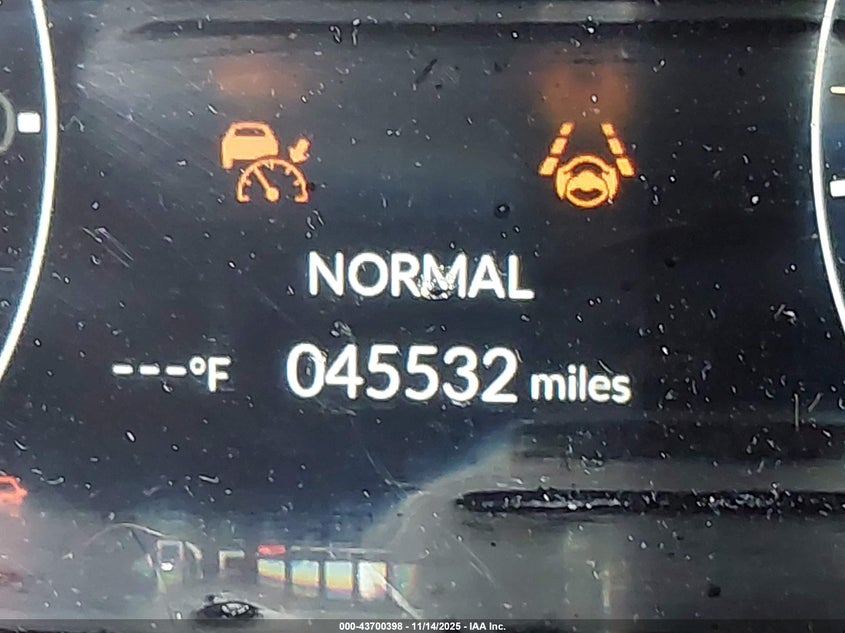 NORMAL
---°F 045532 miles
000-43700398 - 11/14/2025 - IAA Inc.